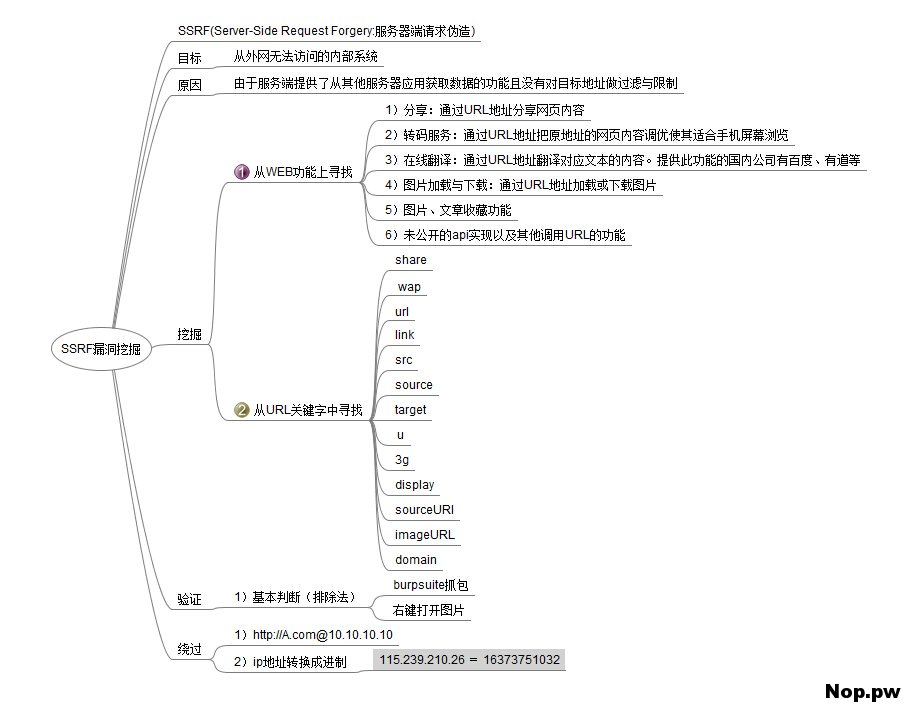 SSRF(Server-Side Request Forgery:服务器端请求伪造)
目标
从外网无法访问的内部系统
原因
由于服务端提供了从其他服务器应用获取数据的功能且没有对目标地址做过滤与限制
SSRF漏洞挖掘
挖掘
1 从WEB功能上寻找
1）分享：通过URL地址分享网页内容
2）转码服务：通过URL地址把原地址的网页内容调优使其适合手机屏幕浏览
3）在线翻译：通过URL地址翻译对应文本的内容。提供此功能的国内公司有百度、有道等
4）图片加载与下载：通过URL地址加载或下载图片
5）图片、文章收藏功能
6）未公开的api实现以及其他调用URL的功能
2 从URL关键字中寻找
share
wap
url
link
src
source
target
u
3g
display
sourceURI
imageURL
domain
验证
1）基本判断（排除法）
burpsuite抓包
右键打开图片
绕过
1）http://A.com@10.10.10.10
2）ip地址转换成进制
115.239.210.26 = 16373751032
Nop.pw